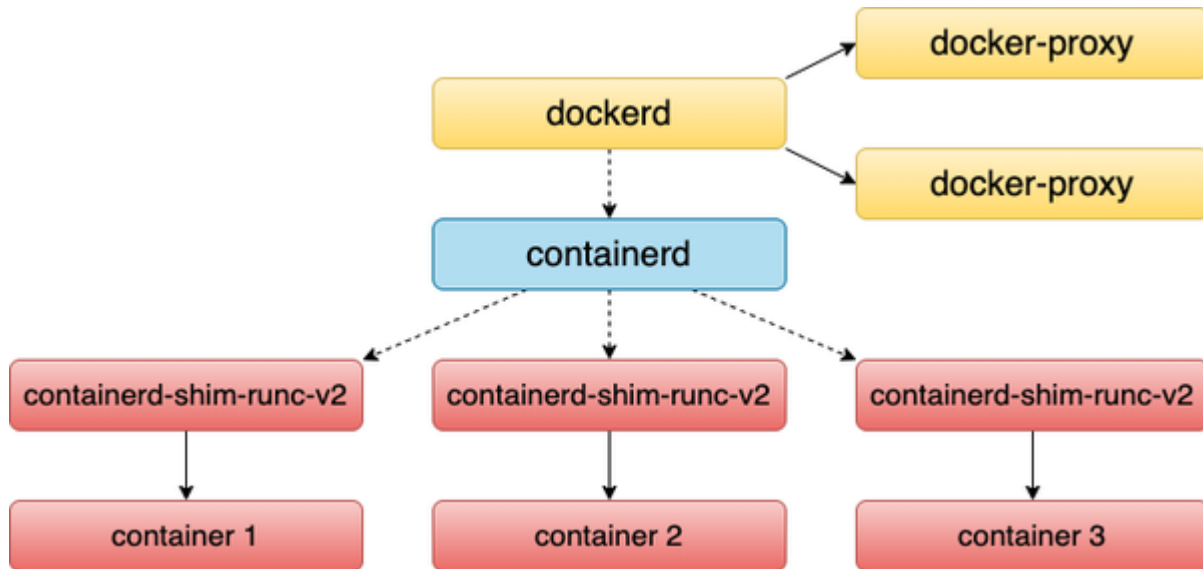 docker-proxy
dockerd
docker-proxy
containerd
containerd-shim-runc-v2
containerd-shim-runc-v2
containerd-shim-runc-v2
container 1
container 2
container 3